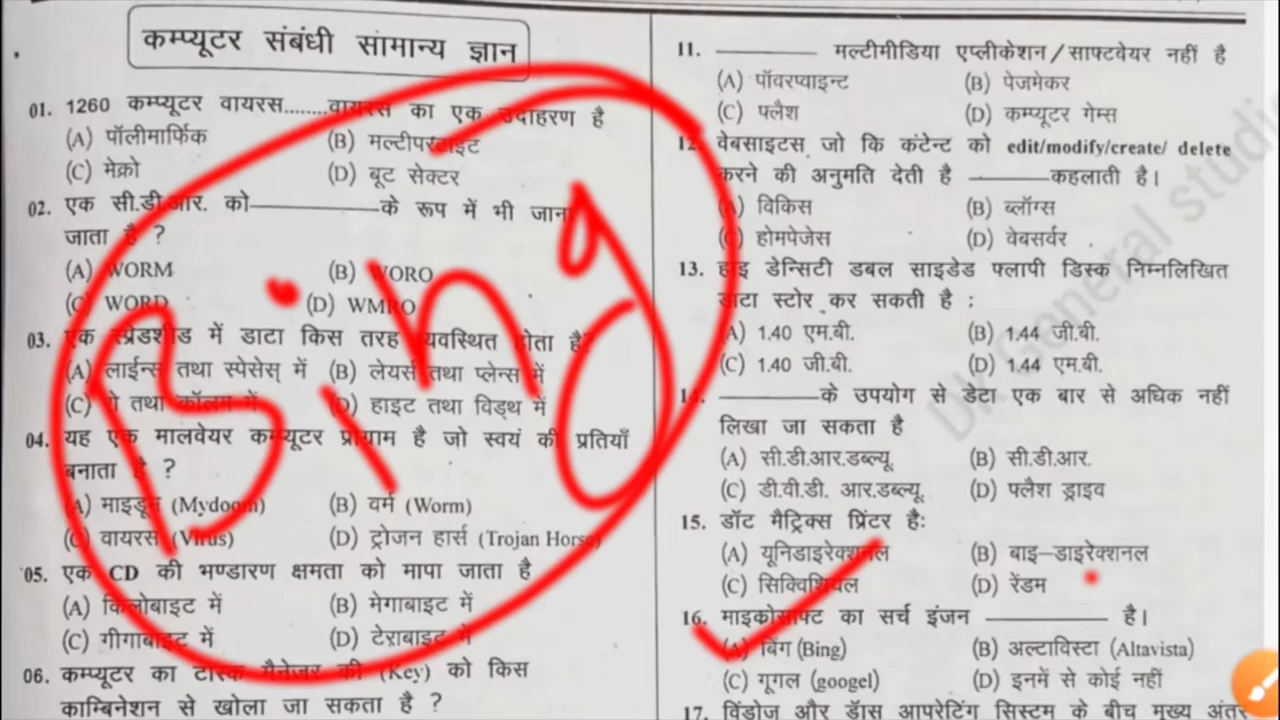 कम्प्यूटर संबंधी सामान्य ज्ञान
01. 1260 कम्प्यूटर वायरस........वायरस का एक उदाहरण है
(A) पॉलीमार्फिक (B) मल्टीपरटाइट
(C) मेक्रो (D) बूट सेक्टर
02. एक सी.डी.आर. को————के रूप में भी जाना
जाता है ?
(A) WORM (B) WORO
(C) WORD (D) WMRO
03. एक स्प्रेडशीड में डाटा किस तरह व्यवस्थित होता है?
(A) लाईन्स तथा स्पेसेस् में (B) लेयर्स तथा प्लेन्स में
(C) रो तथा कॉलम में (D) हाइट तथा विड्थ में
04. यह एक मालवेयर कम्प्यूटर प्रोग्राम है जो स्वयं की प्रतियाँ
बनाता है ?
(A) माइडूम (Mydoom) (B) वर्म (Worm)
(C) वायरस (Virus) (D) ट्रोजन हार्स (Trojan Horse)
05. एक CD की भण्डारण क्षमता को मापा जाता है
(A) किलोबाइट में (B) मेगाबाइट में
(C) गीगाबाइट में (D) टेराबाइट में
06. कम्प्यूटर का टास्क मैनेजर की (Key) को किस
काम्बिनेशन से खोला जा सकता है ?
Bing
11. ———— मल्टीमीडिया एप्लीकेशन/साफ्टवेयर नहीं है
(A) पॉवरप्वाइन्ट (B) पेजमेकर
(C) फ्लैश (D) कम्प्यूटर गेम्स
12. वेबसाइटस् जो कि कंटेन्ट को edit/modify/create/ delete
करने की अनुमति देती है ————कहलाती है।
(A) विकिस (B) ब्लॉग्स
(C) होमपेजेस (D) वेबसर्वर
13. हाइ डेन्सिटी डबल साइडेड फ्लापी डिस्क निम्नलिखित
डाटा स्टोर कर सकती है :
(A) 1.40 एम.बी. (B) 1.44 जी.बी.
(C) 1.40 जी.बी. (D) 1.44 एम.बी.
14. ————के उपयोग से डेटा एक बार से अधिक नहीं
लिखा जा सकता है
(A) सी.डी.आर.डब्ल्यू. (B) सी.डी.आर.
(C) डी.वी.डी. आर.डब्ल्यू. (D) फ्लैश ड्राइव
15. डॉट मैट्रिक्स प्रिंटर है:
(A) यूनिडाइरेक्शनल (B) बाइ–डाइरेक्शनल
(C) सिक्विशियल (D) रेंडम
16. माइकोसाफ्ट का सर्च इंजन ———— है।
(A) बिंग (Bing) (B) अल्टाविस्टा (Altavista)
(C) गूगल (googel) (D) इनमें से कोई नहीं
17. विंडोज और डॅास आपरेटिंग सिस्टम के बीच मुख्य अंतर